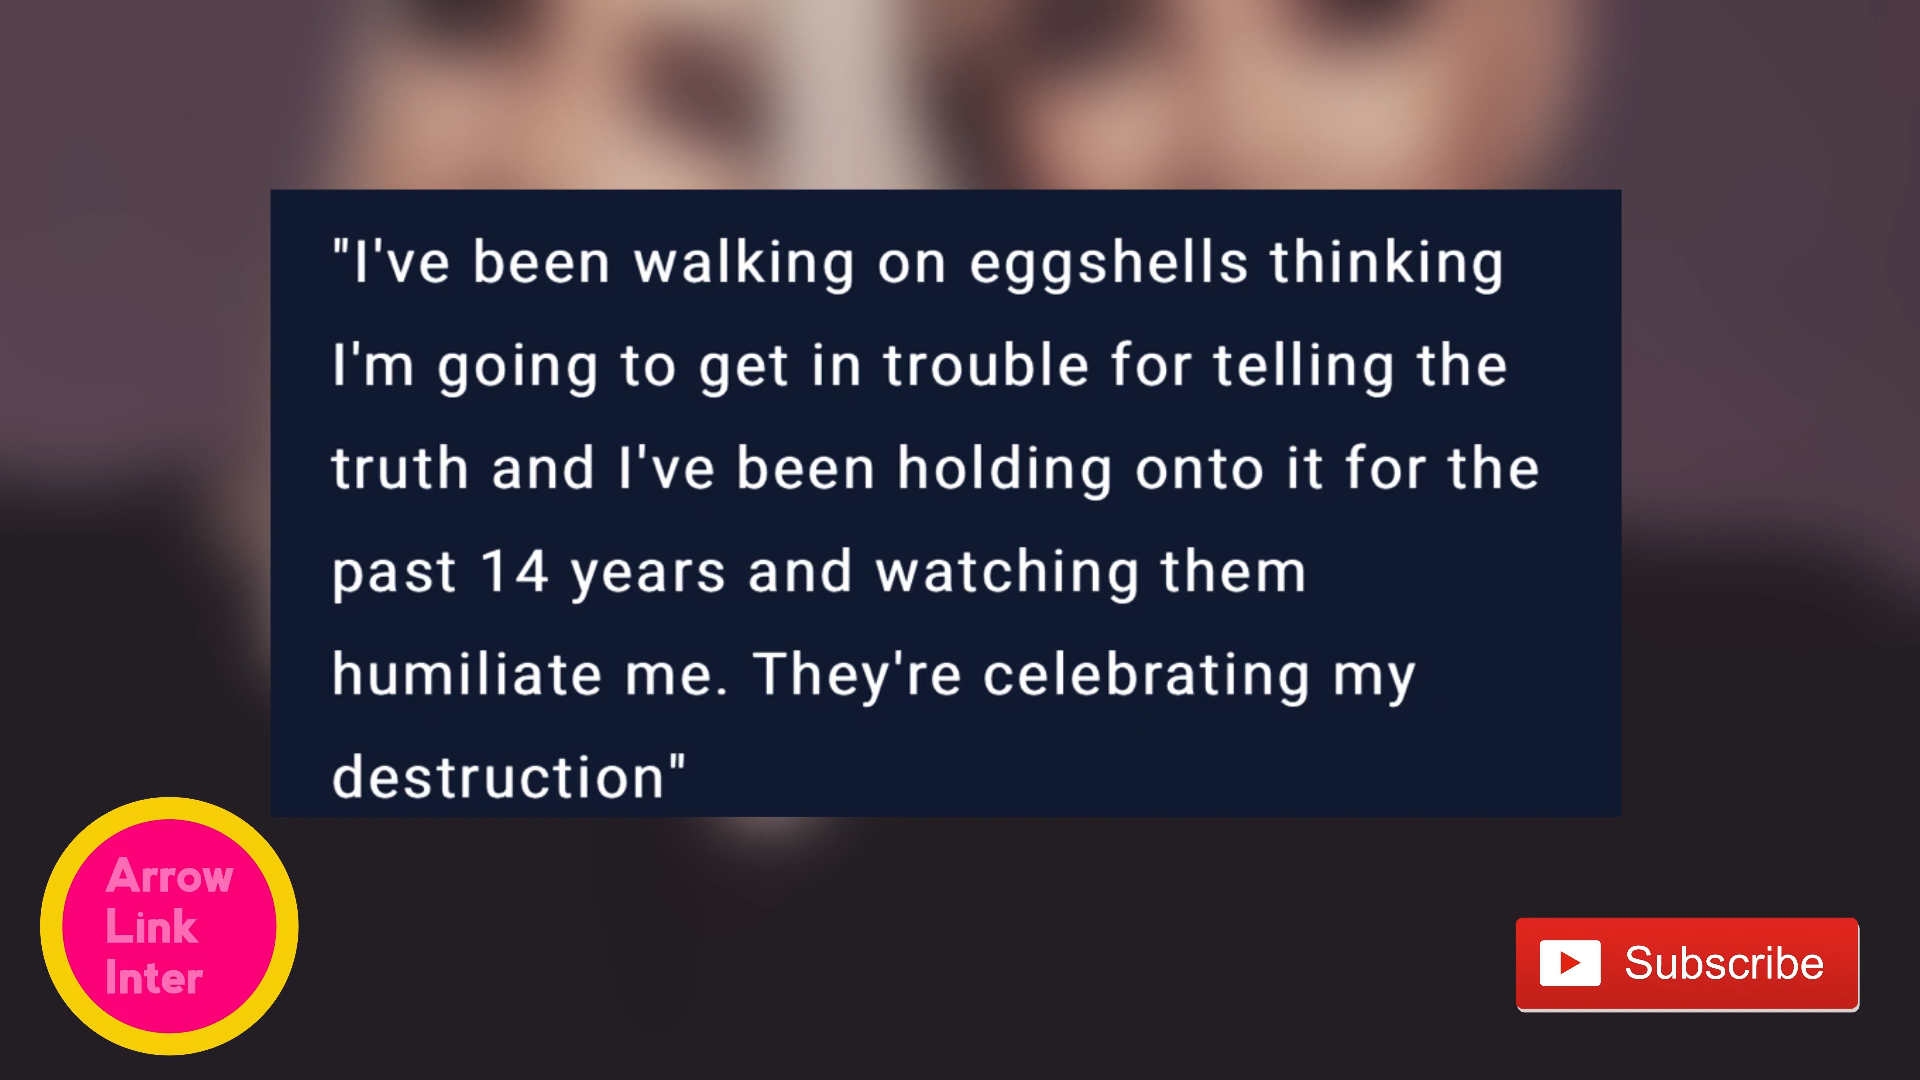 "I've been walking on eggshells thinking
I'm going to get in trouble for telling the
truth and I've been holding onto it for the
past 14 years and watching them
humiliate me. They're celebrating my
destruction"
Arrow
Link
Inter
Subscribe